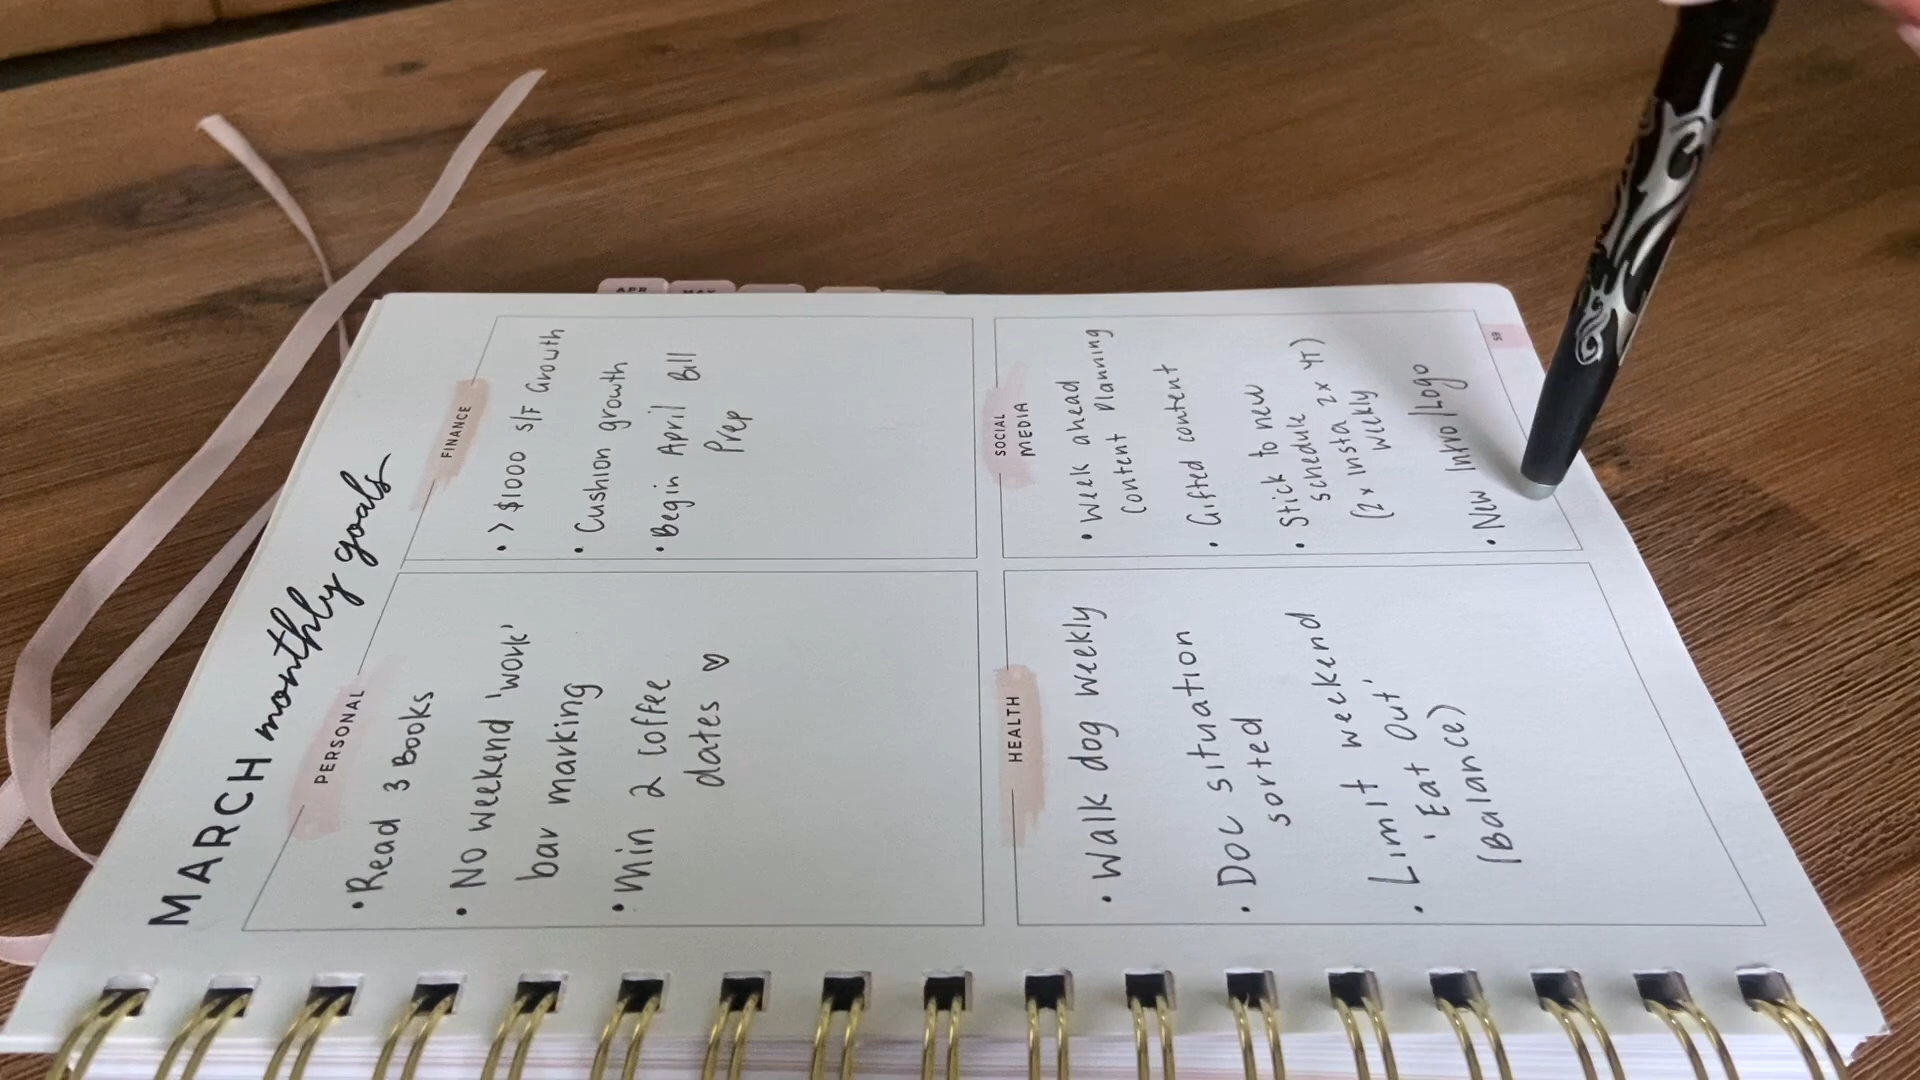 MARCH monthly goals
PERSONAL
• Read 3 Books
• No weekend 'work'
bar marking
• Min 2 coffee
dates ♡
FINANCE
• > $1000 S/F Growth
• Cushion growth
• Begin April Bill
Prep
HEALTH
• Walk dog weekly
• Doc situation
sorted
• Limit weekend
'Eat Out'
(Balance)
SOCIAL
MEDIA
• Week ahead
Content Planning
• Gifted content
• Stick to new
schedule
(2x Insta 2x YT)
weekly
• New Intro/Logo
59
APR
MAY